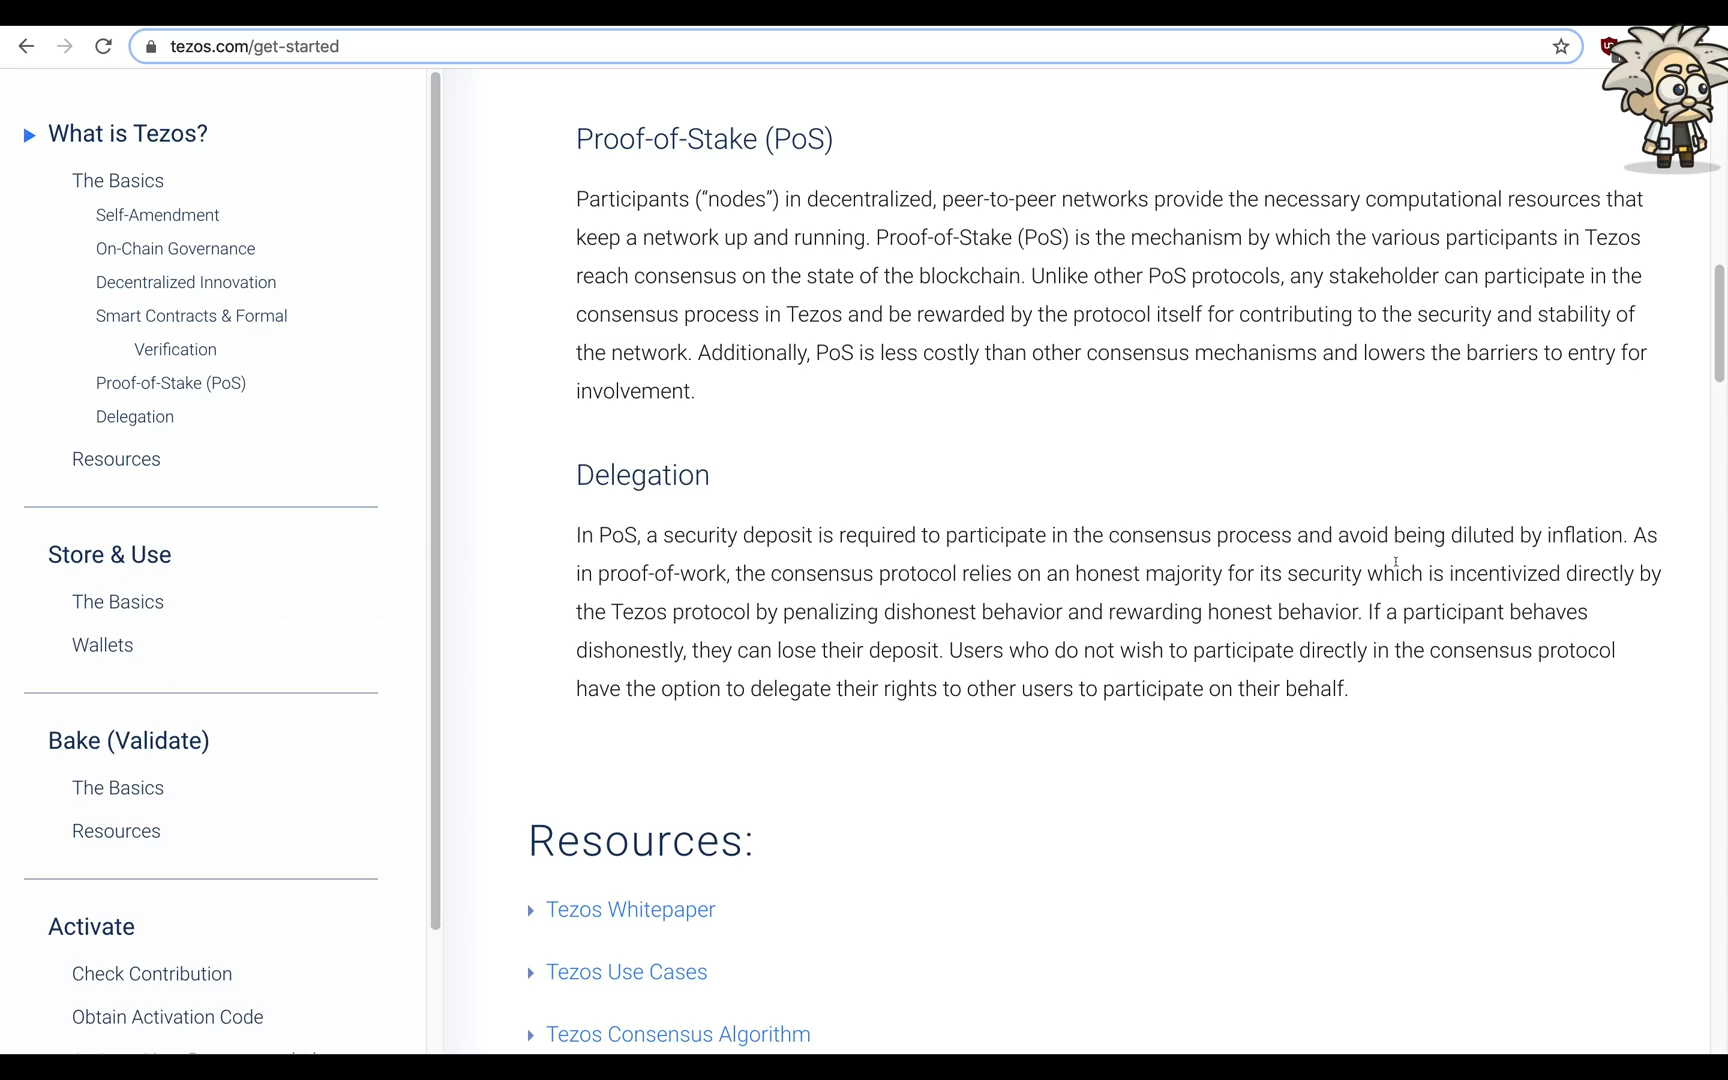 tezos.com/get-started
What is Tezos?
The Basics
Self-Amendment
On-Chain Governance
Decentralized Innovation
Smart Contracts & Formal
Verification
Proof-of-Stake (PoS)
Delegation
Resources
Store & Use
The Basics
Wallets
Bake (Validate)
The Basics
Resources
Activate
Check Contribution
Obtain Activation Code
Proof-of-Stake (PoS)
Participants (“nodes”) in decentralized, peer-to-peer networks provide the necessary computational resources that
keep a network up and running. Proof-of-Stake (PoS) is the mechanism by which the various participants in Tezos
reach consensus on the state of the blockchain. Unlike other PoS protocols, any stakeholder can participate in the
consensus process in Tezos and be rewarded by the protocol itself for contributing to the security and stability of
the network. Additionally, PoS is less costly than other consensus mechanisms and lowers the barriers to entry for
involvement.
Delegation
In PoS, a security deposit is required to participate in the consensus process and avoid being diluted by inflation. As
in proof-of-work, the consensus protocol relies on an honest majority for its security which is incentivized directly by
the Tezos protocol by penalizing dishonest behavior and rewarding honest behavior. If a participant behaves
dishonestly, they can lose their deposit. Users who do not wish to participate directly in the consensus protocol
have the option to delegate their rights to other users to participate on their behalf.
Resources:
Tezos Whitepaper
Tezos Use Cases
Tezos Consensus Algorithm